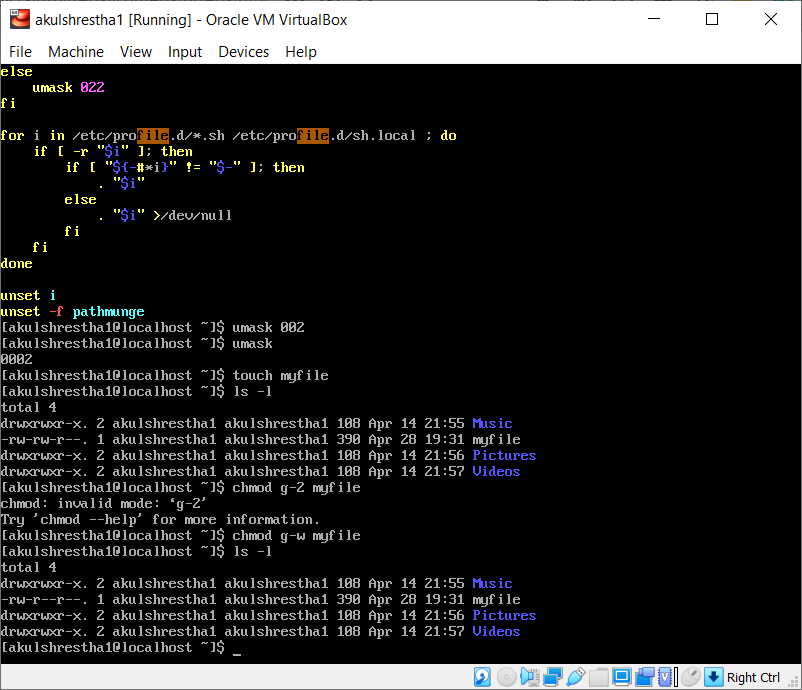 akulshrestha1 [Running] - Oracle VM VirtualBox
File Machine View Input Devices Help
else
    umask 022
fi

for i in /etc/profile.d/*.sh /etc/profile.d/sh.local ; do
    if [ -r "$i" ]; then
        if [ "${-#*i}" != "$-" ]; then
            . "$i"
        else
            . "$i" >/dev/null
        fi
    fi
done

unset i
unset -f pathmunge
[akulshrestha1@localhost ~]$ umask 002
[akulshrestha1@localhost ~]$ umask
0002
[akulshrestha1@localhost ~]$ touch myfile
[akulshrestha1@localhost ~]$ ls -l
total 4
drwxrwxr-x. 2 akulshrestha1 akulshrestha1 108 Apr 14 21:55 Music
-rw-rw-r--. 1 akulshrestha1 akulshrestha1 390 Apr 28 19:31 myfile
drwxrwxr-x. 2 akulshrestha1 akulshrestha1 108 Apr 14 21:56 Pictures
drwxrwxr-x. 2 akulshrestha1 akulshrestha1 108 Apr 14 21:57 Videos
[akulshrestha1@localhost ~]$ chmod g-2 myfile
chmod: invalid mode: ‘g-2’
Try 'chmod --help' for more information.
[akulshrestha1@localhost ~]$ chmod g-w myfile
[akulshrestha1@localhost ~]$ ls -l
total 4
drwxrwxr-x. 2 akulshrestha1 akulshrestha1 108 Apr 14 21:55 Music
-rw-r--r--. 1 akulshrestha1 akulshrestha1 390 Apr 28 19:31 myfile
drwxrwxr-x. 2 akulshrestha1 akulshrestha1 108 Apr 14 21:56 Pictures
drwxrwxr-x. 2 akulshrestha1 akulshrestha1 108 Apr 14 21:57 Videos
[akulshrestha1@localhost ~]$ _
Right Ctrl